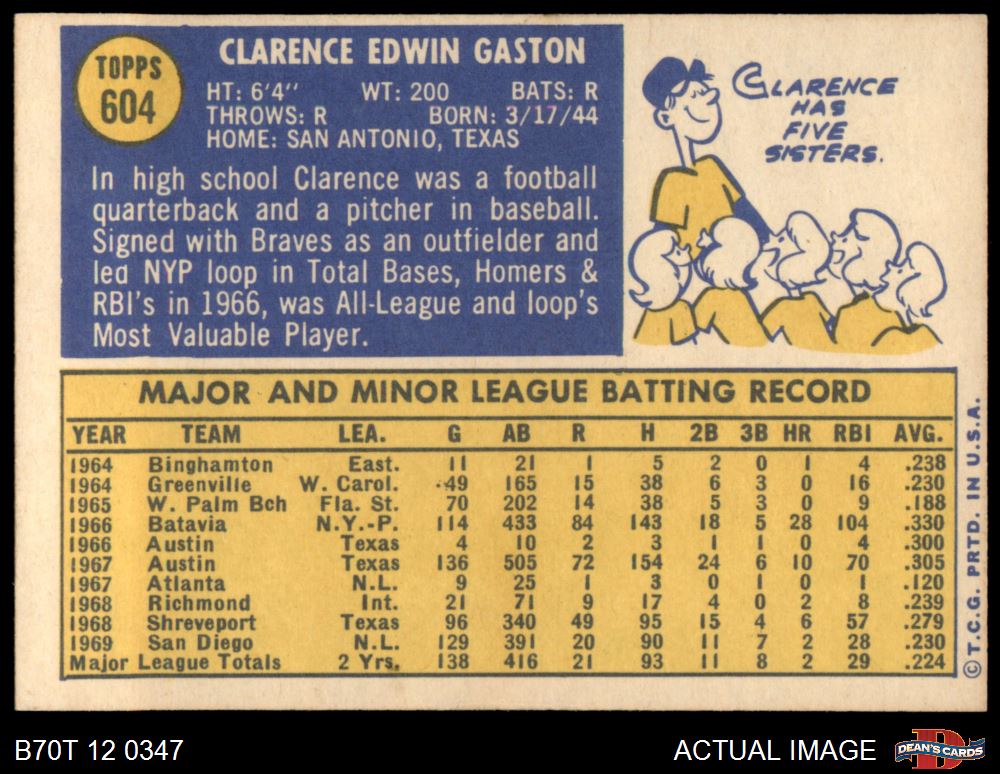 TOPPS
604
CLARENCE EDWIN GASTON
HT: 6'4" WT: 200 BATS: R
THROWS: R BORN: 3/17/44
HOME: SAN ANTONIO, TEXAS
In high school Clarence was a football
quarterback and a pitcher in baseball.
Signed with Braves as an outfielder and
led NYP loop in Total Bases, Homers &
RBI's in 1966, was All-League and loop's
Most Valuable Player.
CLARENCE
HAS
FIVE
SISTERS.
MAJOR AND MINOR LEAGUE BATTING RECORD
YEAR TEAM LEA. G AB R H 2B 3B HR RBI AVG.
1964 Binghamton East. 11 21 1 5 2 0 1 4 .238
1964 Greenville W. Carol. 49 165 15 38 6 3 0 16 .230
1965 W. Palm Bch Fla. St. 70 202 14 38 5 3 0 9 .188
1966 Batavia N.Y.-P. 114 433 84 143 18 5 28 104 .330
1966 Austin Texas 4 10 2 3 1 1 0 4 .300
1967 Austin Texas 136 505 72 154 24 6 10 70 .305
1967 Atlanta N.L. 9 25 1 3 0 1 0 1 .120
1968 Richmond Int. 21 71 9 17 4 0 2 8 .239
1968 Shreveport Texas 96 340 49 95 15 4 6 57 .279
1969 San Diego N.L. 129 391 20 90 11 7 2 28 .230
Major League Totals 2 Yrs. 138 416 21 93 11 8 2 29 .224
© T.C.G. PRTD. IN U.S.A.
B70T 12 0347
ACTUAL IMAGE
D
DEAN'S CARDS